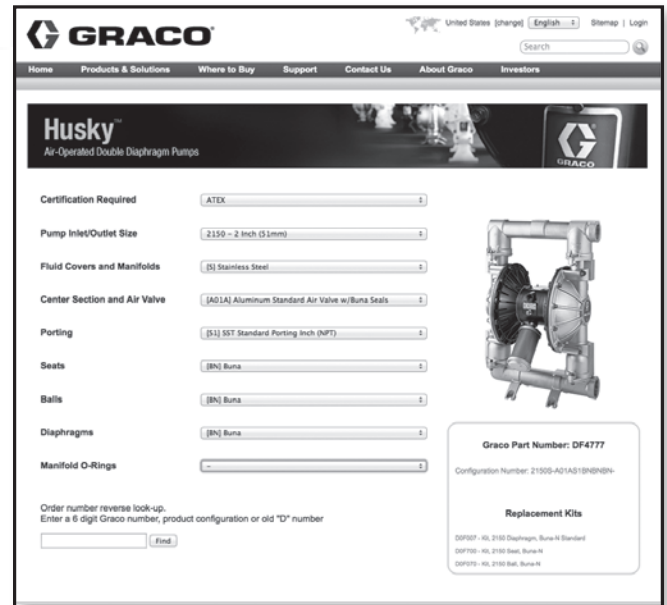 GRACO
United States [change] English Sitemap | Login
Search
Home Products & Solutions Where to Buy Support Contact Us About Graco Investors
Husky™
Air-Operated Double Diaphragm Pumps
GRACO
Certification Required ATEX
Pump Inlet/Outlet Size 2150 – 2 Inch (51mm)
Fluid Covers and Manifolds [S] Stainless Steel
Center Section and Air Valve [A01A] Aluminum Standard Air Valve w/Buna Seals
Porting [S1] SST Standard Porting Inch (NPT)
Seats [BN] Buna
Balls [BN] Buna
Diaphragms [BN] Buna
Manifold O-Rings –
Graco Part Number: DF4777
Configuration Number: 2150S-A01AS1BNBNBN-
Replacement Kits
D0F007 - Kit, 2150 Diaphragm, Buna-N Standard
D0F700 - Kit, 2150 Seat, Buna-N
D0F070 - Kit, 2150 Ball, Buna-N
Order number reverse look-up.
Enter a 6 digit Graco number, product configuration or old "D" number
Find